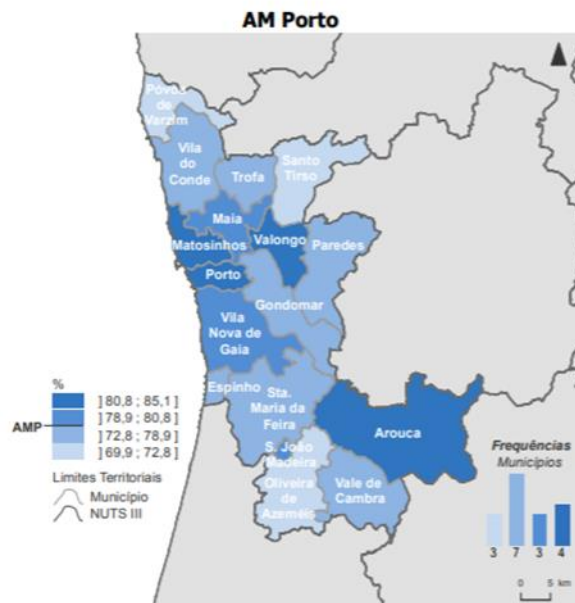 AM Porto
Póvoa
de
Varzim
Vila
do
Conde
Trofa
Santo
Tirso
Maia
Matosinhos
Valongo
Paredes
Porto
Gondomar
Vila
Nova de
Gaia
Espinho
Sta.
Maria da
Feira
Arouca
S. João
Madeira
Oliveira
de
Azeméis
Vale de
Cambra
%
] 80,8 ; 85,1 ]
] 78,9 ; 80,8 ]
AMP
] 72,8 ; 78,9 ]
] 69,9 ; 72,8 ]
Limites Territoriais
Município
NUTS III
Frequências
Municípios
3 7 3 4
0 5 km